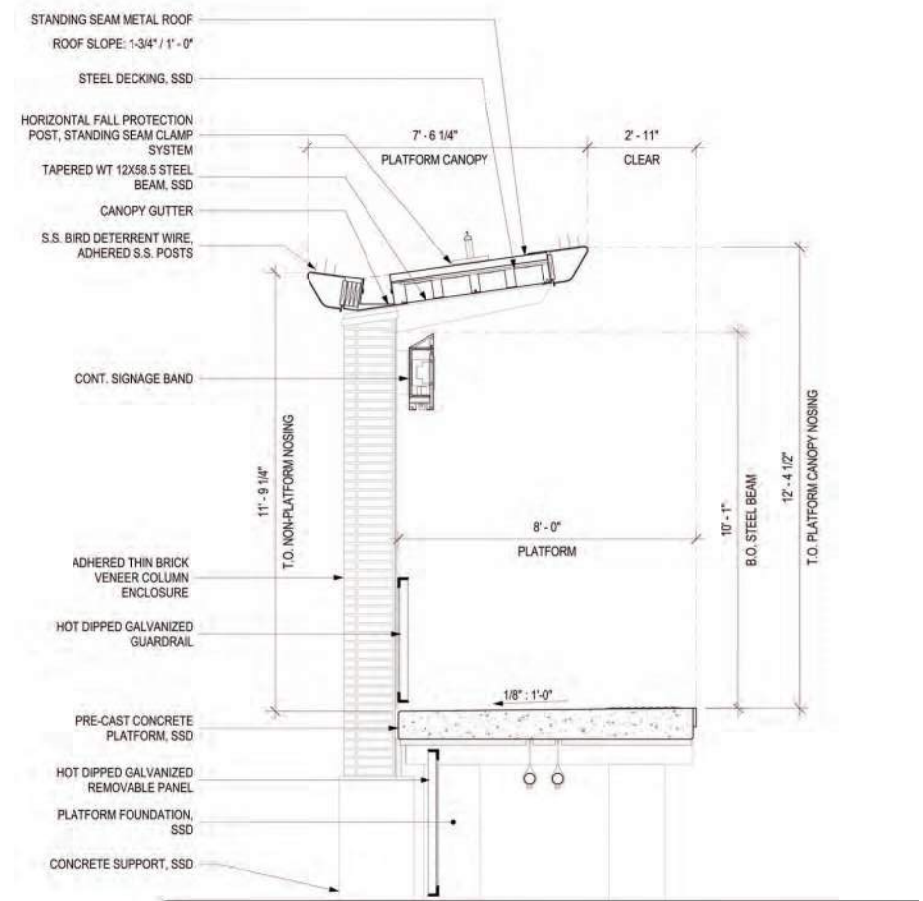 STANDING SEAM METAL ROOF
ROOF SLOPE: 1-3/4" / 1' - 0"
STEEL DECKING, SSD
HORIZONTAL FALL PROTECTION
POST, STANDING SEAM CLAMP
SYSTEM
TAPERED WT 12X58.5 STEEL
BEAM, SSD
CANOPY GUTTER
S.S. BIRD DETERRENT WIRE,
ADHERED S.S. POSTS
CONT. SIGNAGE BAND
ADHERED THIN BRICK
VENEER COLUMN
ENCLOSURE
HOT DIPPED GALVANIZED
GUARDRAIL
PRE-CAST CONCRETE
PLATFORM, SSD
HOT DIPPED GALVANIZED
REMOVABLE PANEL
PLATFORM FOUNDATION,
SSD
CONCRETE SUPPORT, SSD
7' - 6 1/4"
PLATFORM CANOPY
2' - 11"
CLEAR
11' - 9 1/4"
T.O. NON-PLATFORM NOSING
8' - 0"
PLATFORM
10' - 1"
B.O. STEEL BEAM
12' - 4 1/2"
T.O. PLATFORM CANOPY NOSING
1/8" : 1'-0"